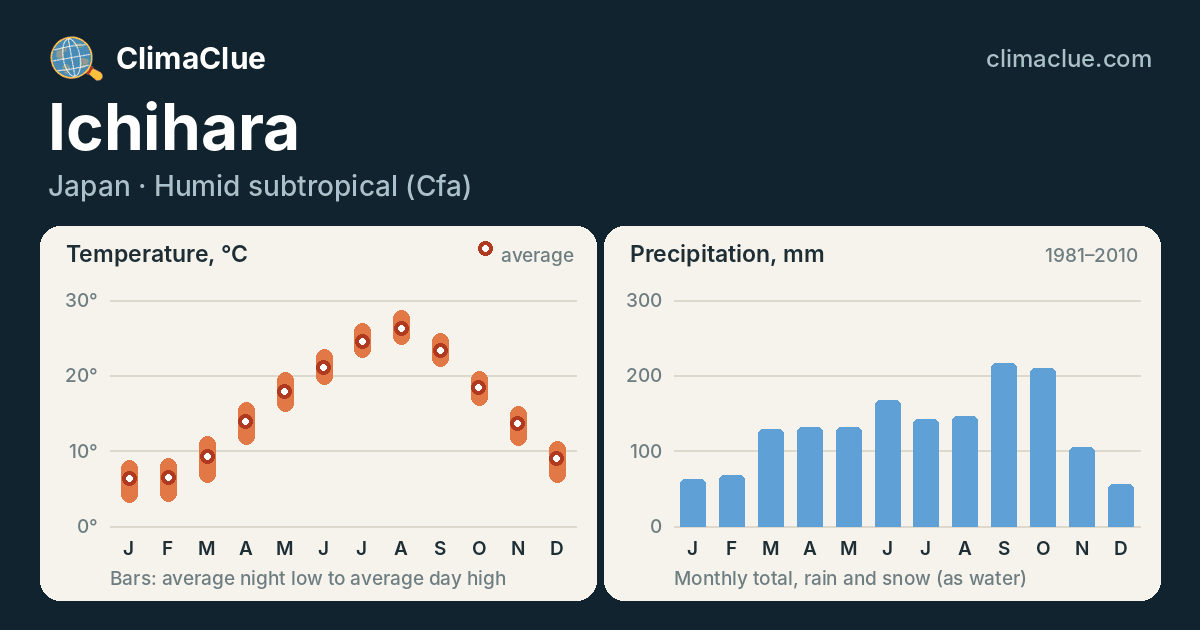 ClimaClue
climaclue.com
Ichihara
Japan · Humid subtropical (Cfa)
Temperature, °C
average
30°
20°
10°
0°
J F M A M J J A S O N D
Bars: average night low to average day high
Precipitation, mm
1981–2010
300
200
100
0
J F M A M J J A S O N D
Monthly total, rain and snow (as water)